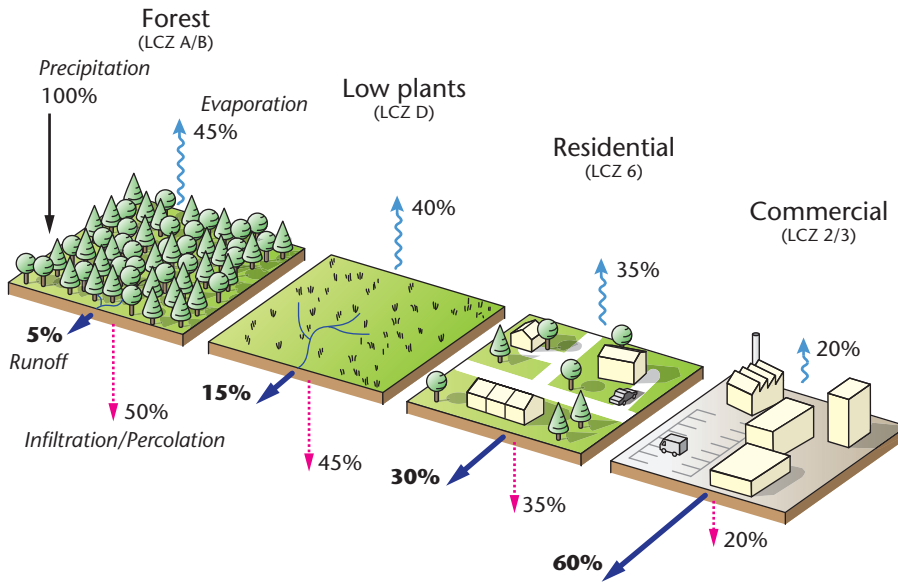 Forest
(LCZ A/B)
Precipitation
100%
Evaporation
45%
5%
Runoff
50%
Infiltration/Percolation
Low plants
(LCZ D)
40%
15%
45%
Residential
(LCZ 6)
35%
30%
35%
Commercial
(LCZ 2/3)
20%
60%
20%